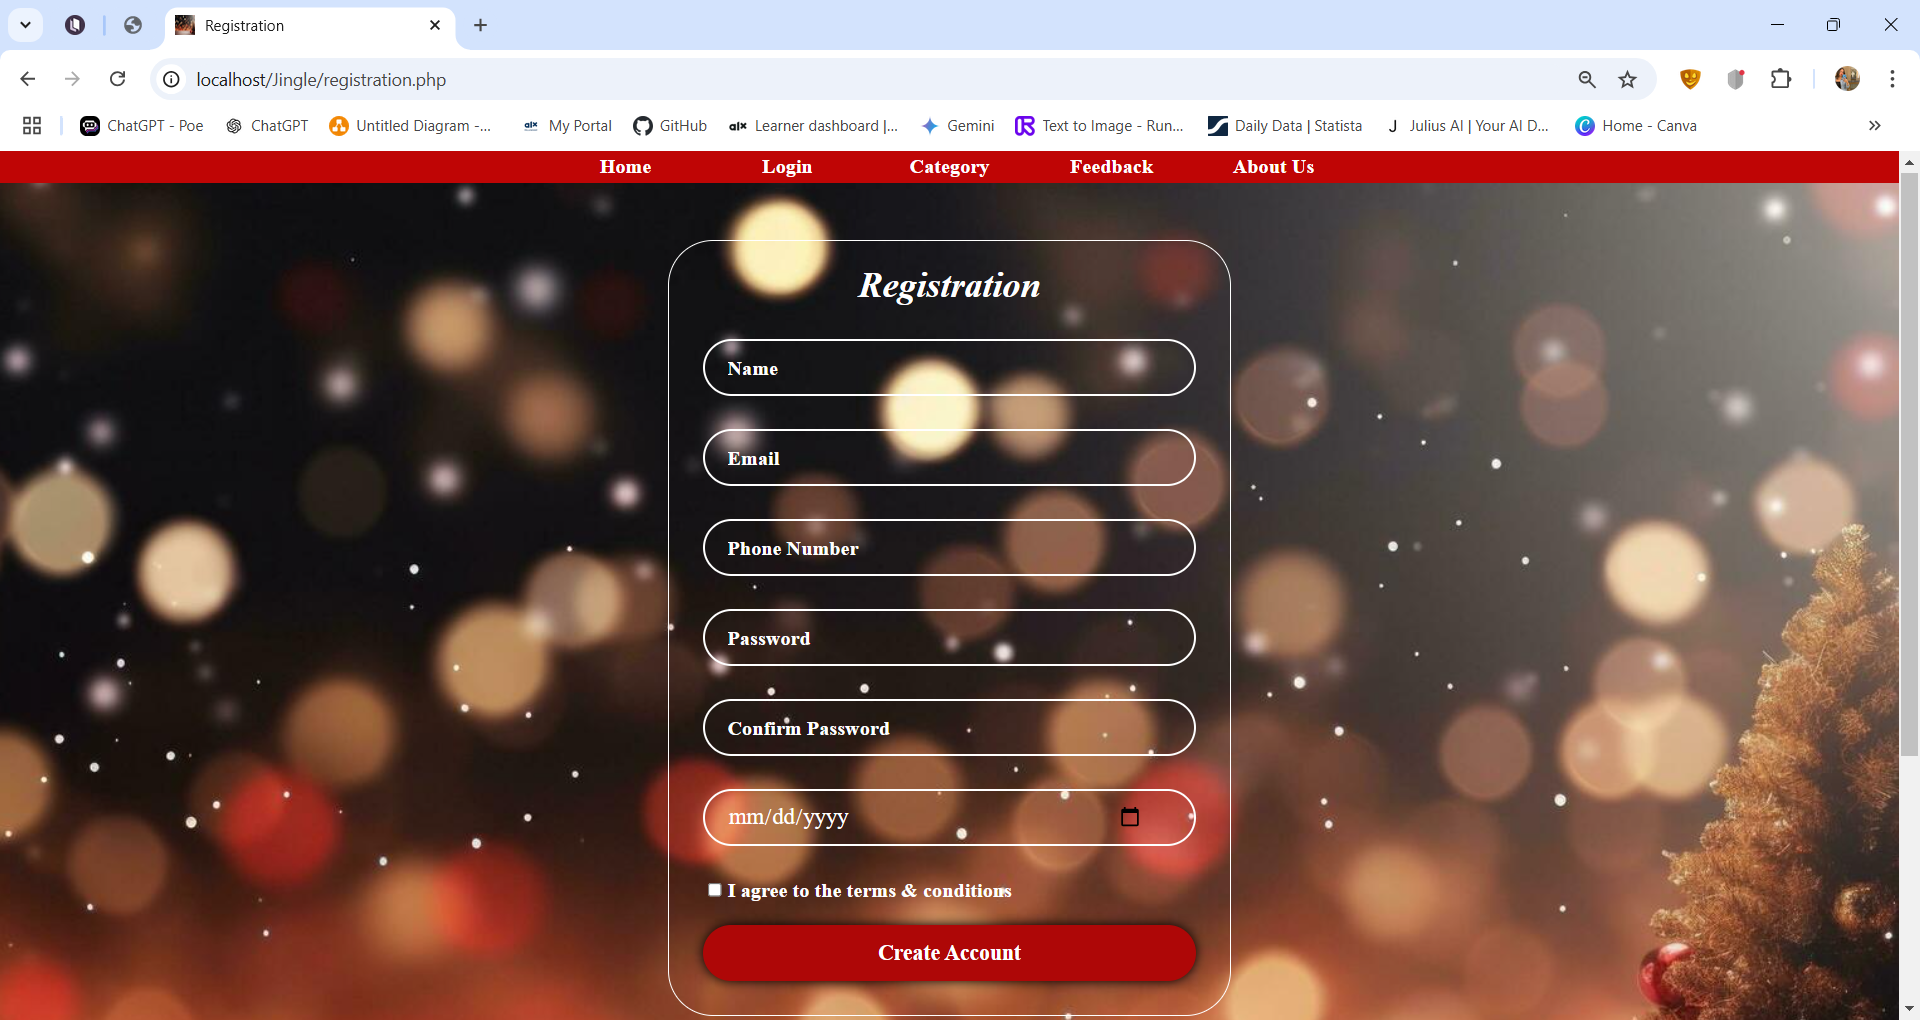 Registration
localhost/Jingle/registration.php
ChatGPT - Poe
ChatGPT
Untitled Diagram -...
alx My Portal
GitHub
alx Learner dashboard |...
Gemini
Text to Image - Run...
Daily Data | Statista
J Julius AI | Your AI D...
Home - Canva
Home Login Category Feedback About Us
Registration
Name
Email
Phone Number
Password
Confirm Password
mm/dd/yyyy
I agree to the terms & conditions
Create Account